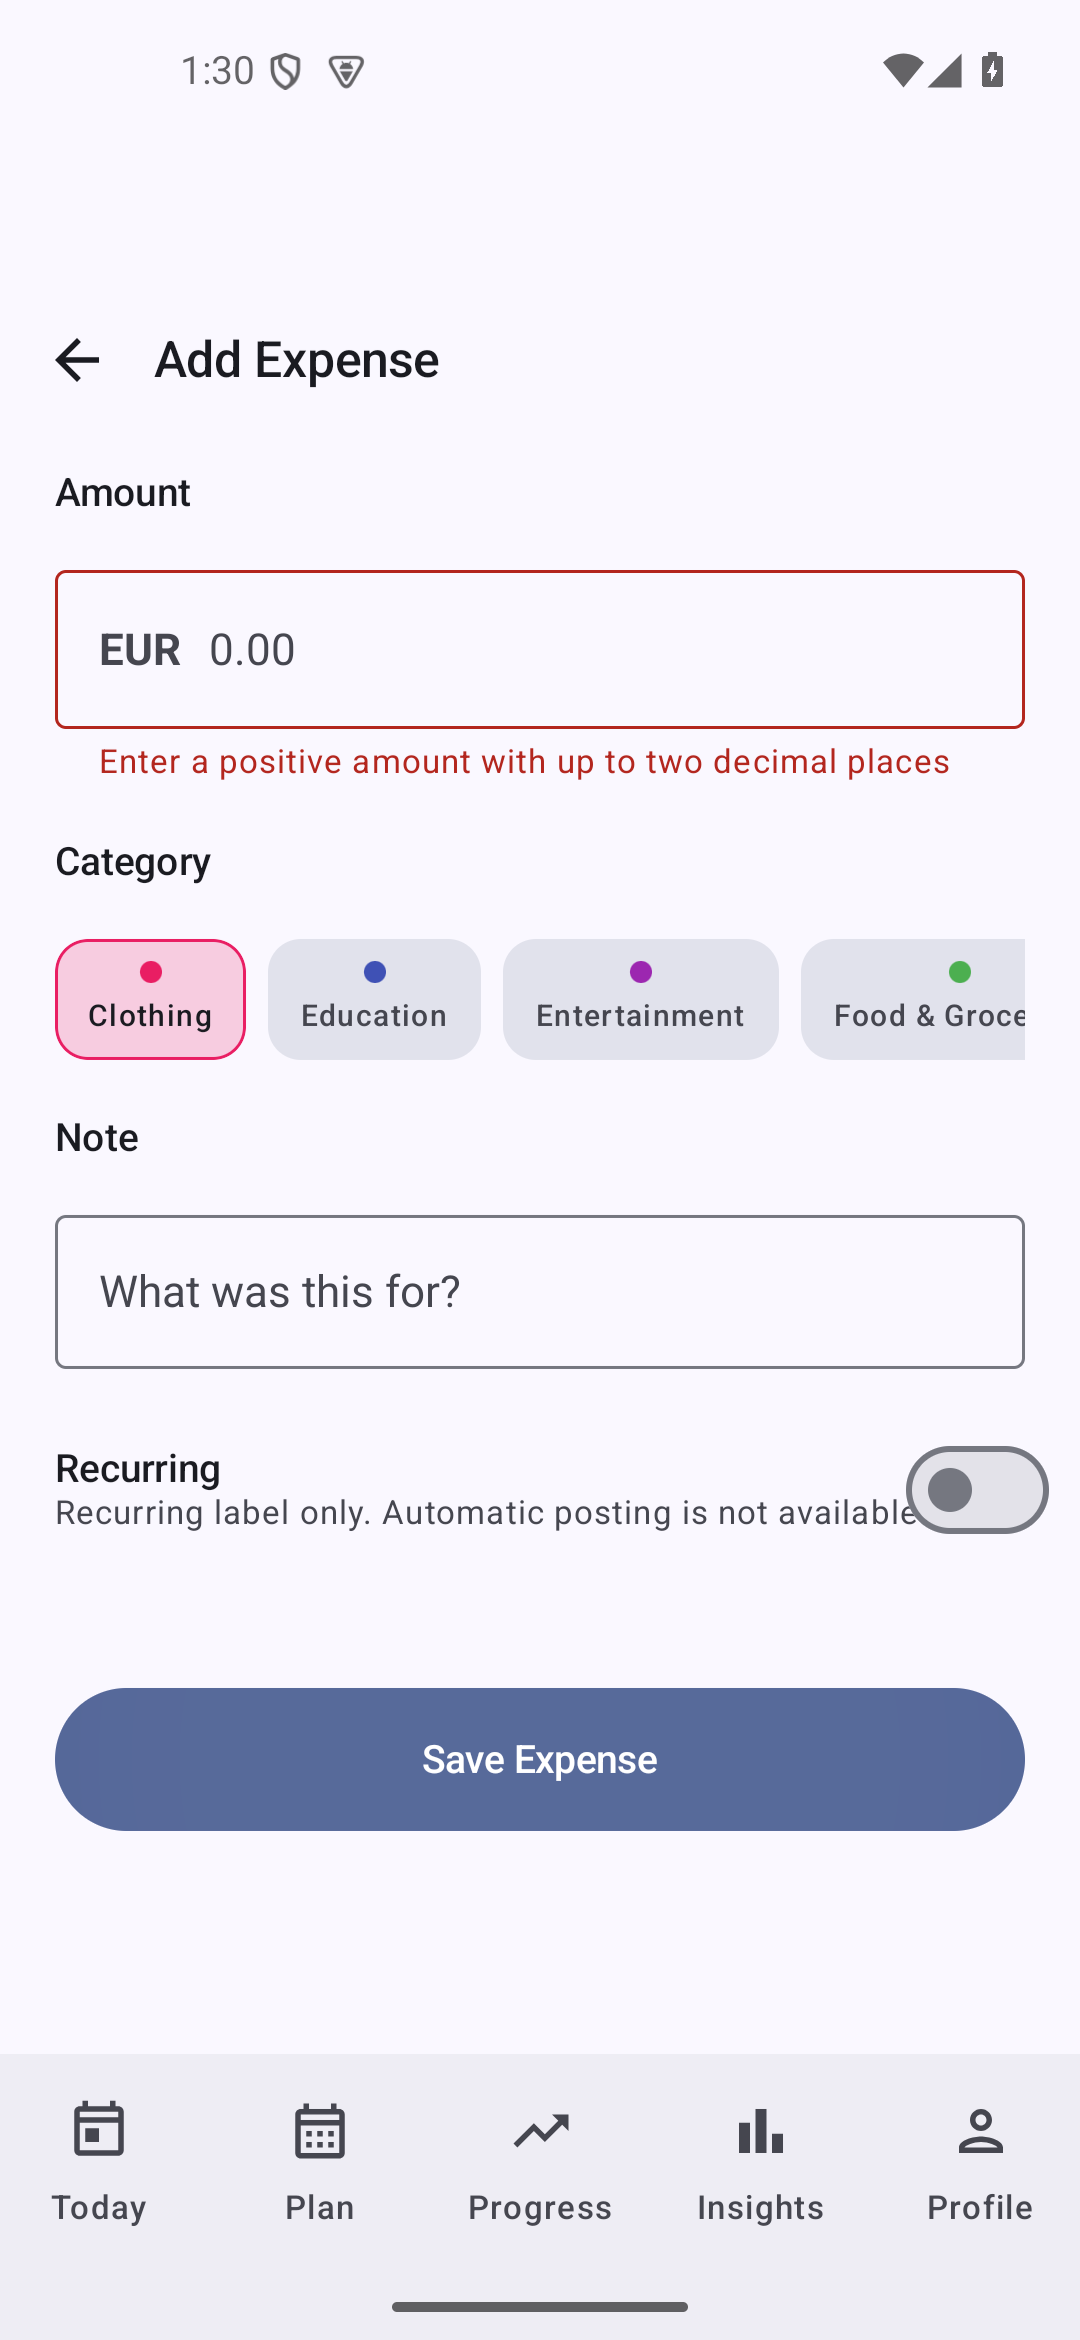 1:30
Add Expense
Amount
EUR 0.00
Enter a positive amount with up to two decimal places
Category
Clothing
Education
Entertainment
Food & Groce
Note
What was this for?
Recurring
Recurring label only. Automatic posting is not available
Save Expense
Today
Plan
Progress
Insights
Profile